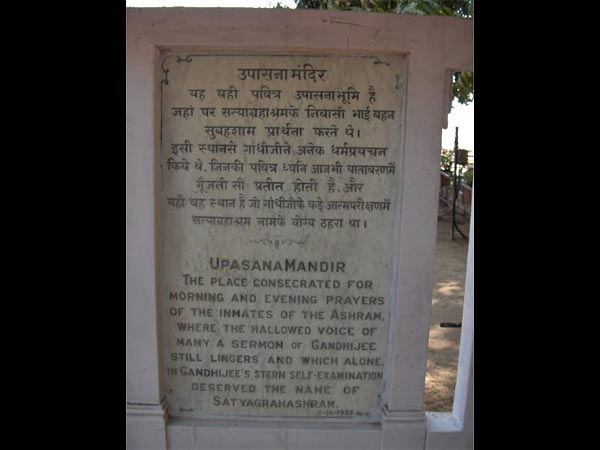 उपासना मंदिर
यह वही पवित्र उपासनाभूमि है
जहां पर सत्याग्रहाश्रमके निवासी भाई बहन
सुबहशाम प्रार्थना करते थे।
इसी स्थानसे गांधीजीने अनेक धर्मप्रवचन
किये थे. जिनकी पवित्र ध्वनि आजभी वातावरणमें
गूँजती सी प्रतीत होती है. और
यही वह स्थान है जो गांधीजीके कड़े आत्मपरीक्षणमें
सत्याग्रहाश्रम नामके योग्य ठहरा था।
UPASANA MANDIR
THE PLACE CONSECRATED FOR
MORNING AND EVENING PRAYERS
OF THE INMATES OF THE ASHRAM,
WHERE THE HALLOWED VOICE OF
MANY A SERMON OF GANDHIJEE
STILL LINGERS AND WHICH ALONE,
IN GANDHIJEE'S STERN SELF-EXAMINATION
DESERVED THE NAME OF
SATYAGRAHASHRAM.